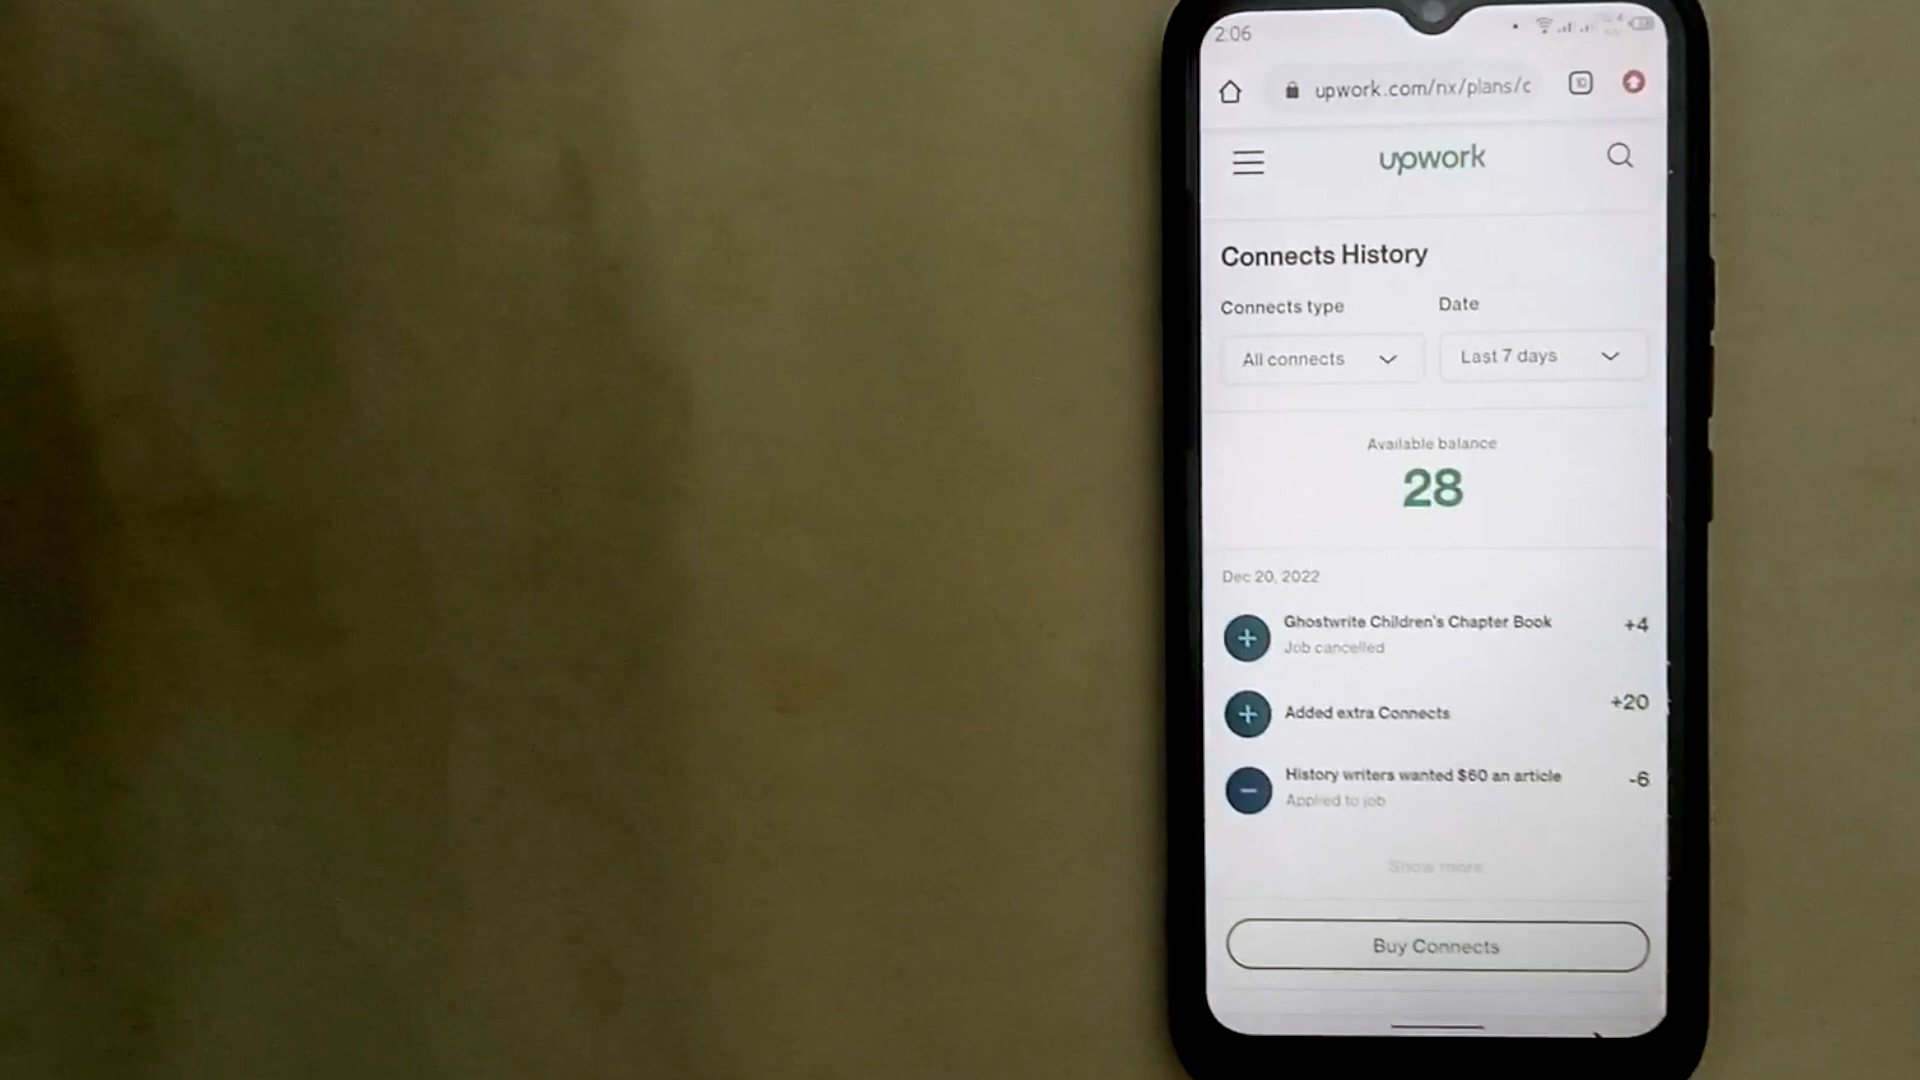 2:06
upwork.com/nx/plans/c
upwork
Connects History
Connects type Date
All connects Last 7 days
Available balance
28
Dec 20, 2022
Ghostwrite Children's Chapter Book +4
Job cancelled
Added extra Connects +20
History writers wanted $60 an article -6
Applied to job
Show more
Buy Connects